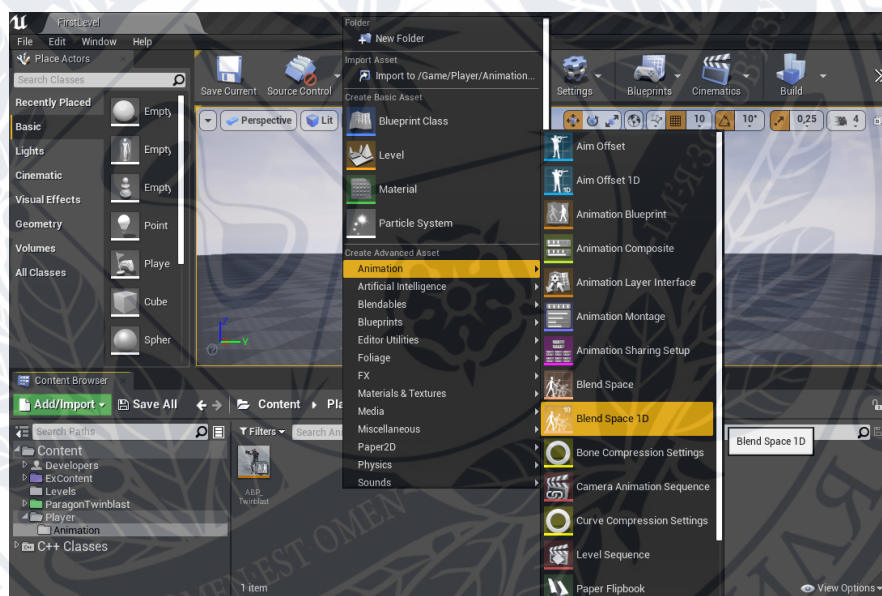 FirstLevel
File Edit Window Help
Place Actors
Search Classes
Recently Placed
Basic
Lights
Cinematic
Visual Effects
Geometry
Volumes
All Classes
Empty
Empty
Empty
Point
Playe
Cube
Spher
Save Current Source Control
Settings Blueprints Cinematics Build
Perspective Lit
10 10° 0,25 4
Folder
New Folder
Import Asset
Import to /Game/Player/Animation...
Create Basic Asset
Blueprint Class
Level
Material
Particle System
Create Advanced Asset
Animation
Artificial Intelligence
Blendables
Blueprints
Editor Utilities
Foliage
FX
Materials & Textures
Media
Miscellaneous
Paper2D
Physics
Sounds
Aim Offset
Aim Offset 1D
Animation Blueprint
Animation Composite
Animation Layer Interface
Animation Montage
Animation Sharing Setup
Blend Space
Blend Space 1D
Bone Compression Settings
Camera Animation Sequence
Curve Compression Settings
Level Sequence
Paper Flipbook
Blend Space 1D
Z
Y
Content Browser
Add/Import Save All Content Pla
Search Paths
Filters Search An
Content
Developers
ExContent
Levels
ParagonTwinblast
Player
Animation
C++ Classes
ABP_
Twinblast
1 item
View Options
EST OMEN